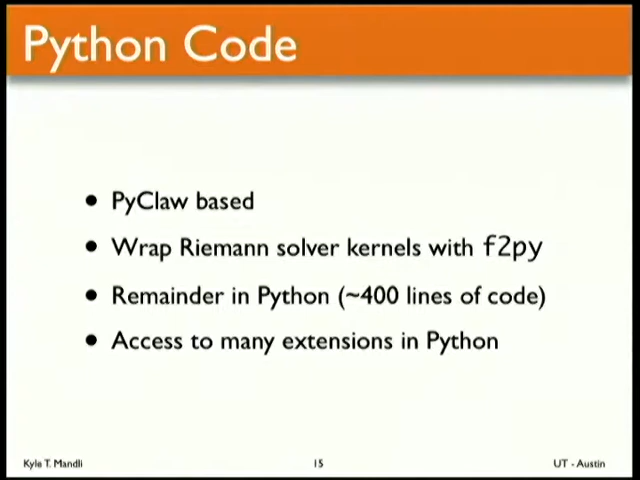 Python Code
• PyClaw based
• Wrap Riemann solver kernels with f2py
• Remainder in Python (~400 lines of code)
• Access to many extensions in Python
Kyle T. Mandli 15 UT - Austin